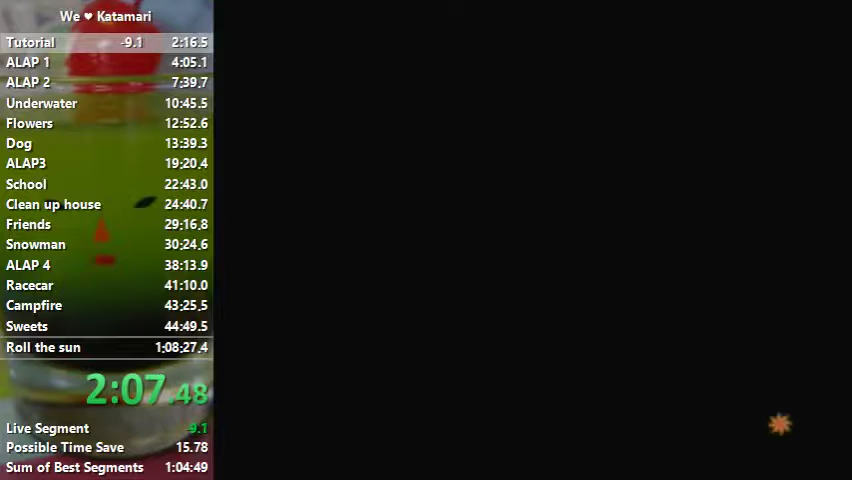 We ♥ Katamari
Tutorial -9.1 2:16.5
ALAP 1 4:05.1
ALAP 2 7:39.7
Underwater 10:45.5
Flowers 12:52.6
Dog 13:39.3
ALAP3 19:20.4
School 22:43.0
Clean up house 24:40.7
Friends 29:16.8
Snowman 30:24.6
ALAP 4 38:13.9
Racecar 41:10.0
Campfire 43:25.5
Sweets 44:49.5
Roll the sun 1:08:27.4
2:07.48
Live Segment -9.1
Possible Time Save 15.78
Sum of Best Segments 1:04:49